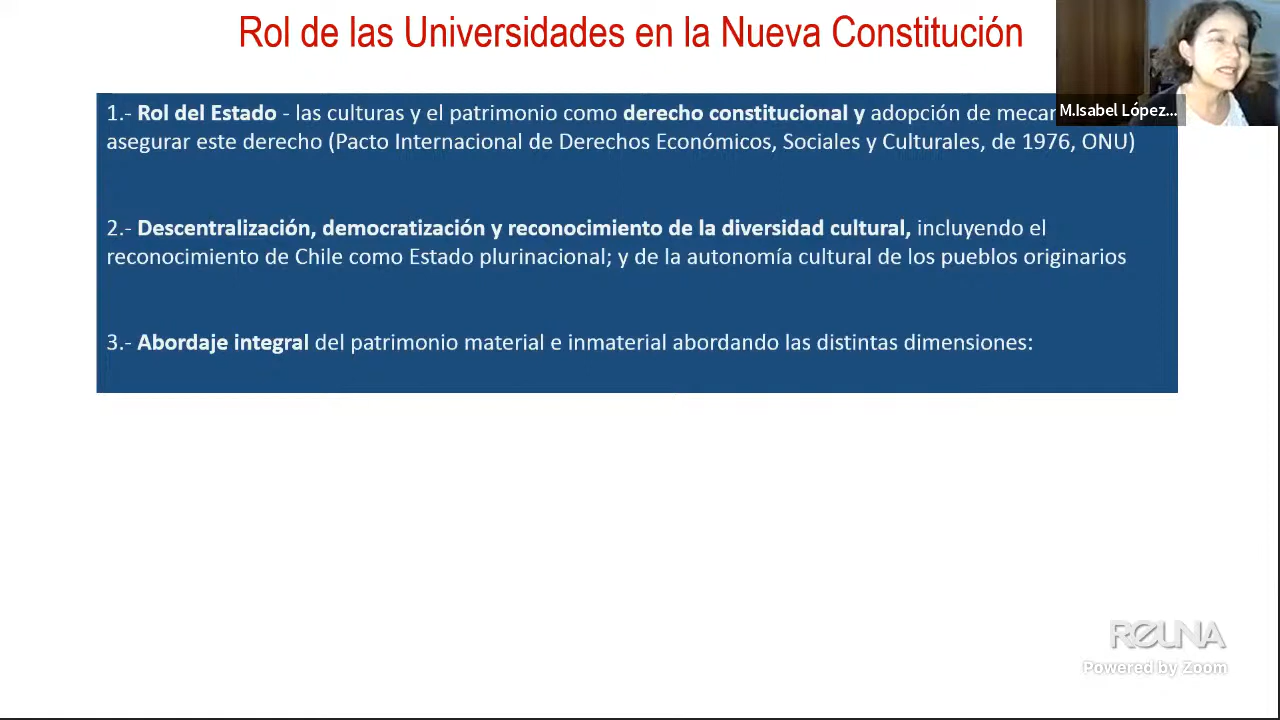 Rol de las Universidades en la Nueva Constitución
M.Isabel López...
1.- Rol del Estado - las culturas y el patrimonio como derecho constitucional y adopción de
asegurar este derecho (Pacto Internacional de Derechos Económicos, Sociales y Culturales, de 1976, ONU)
2.- Descentralización, democratización y reconocimiento de la diversidad cultural, incluyendo el
reconocimiento de Chile como Estado plurinacional; y de la autonomía cultural de los pueblos originarios
3.- Abordaje integral del patrimonio material e inmaterial abordando las distintas dimensiones:
REUNA
Powered by Zoom